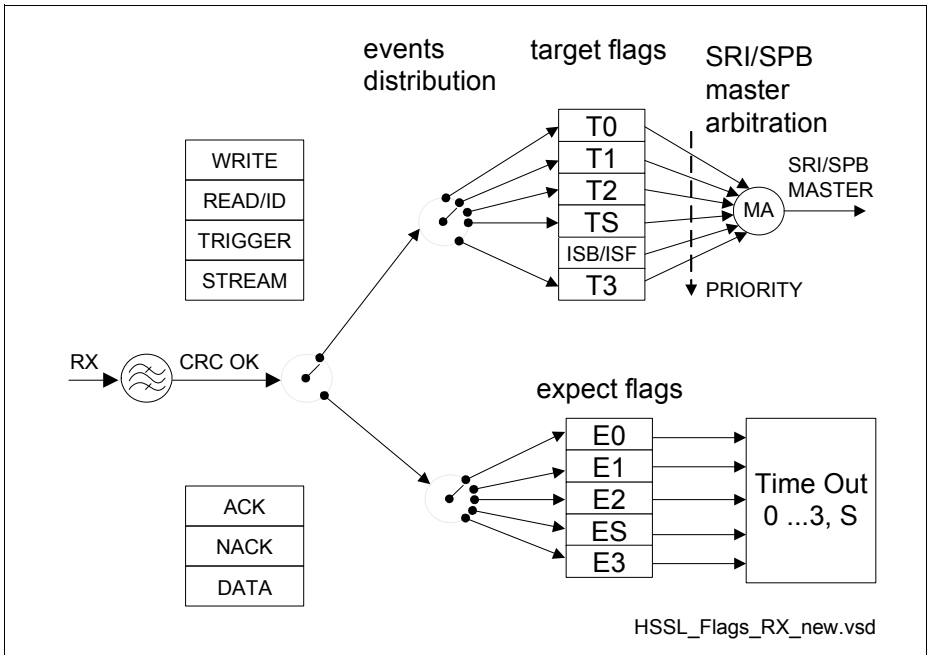 events
distribution
target flags
SRI/SPB
master
arbitration
WRITE
READ/ID
TRIGGER
STREAM
T0
T1
T2
TS
ISB/ISF
T3
MA
SRI/SPB
MASTER
PRIORITY
RX
CRC OK
expect flags
E0
E1
E2
ES
E3
Time Out
0 ...3, S
ACK
NACK
DATA
HSSL_Flags_RX_new.vsd